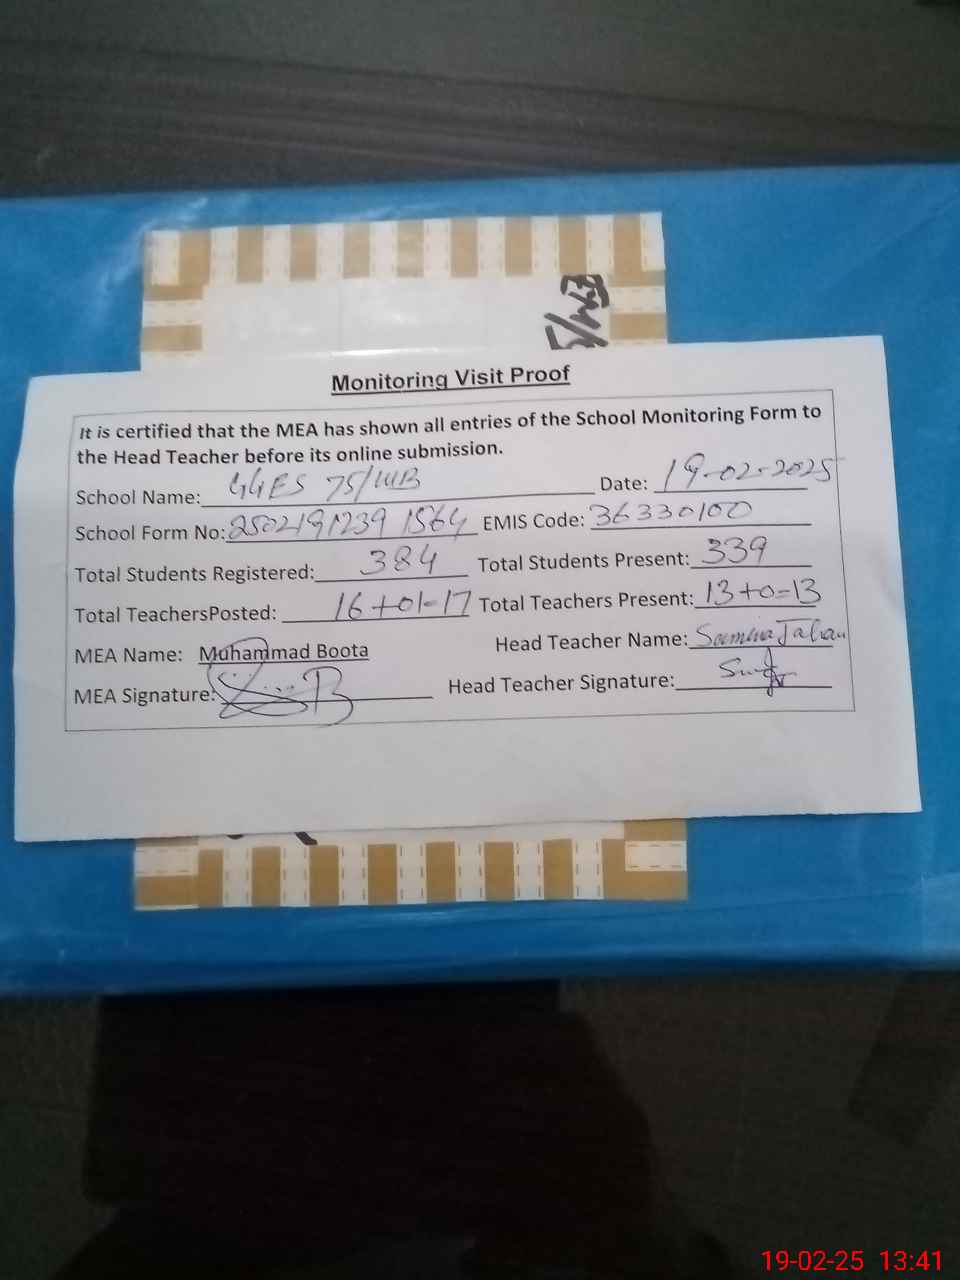 Monitoring Visit Proof
It is certified that the MEA has shown all entries of the School Monitoring Form to
the Head Teacher before its online submission.
School Name: GGES 75/WB Date: 19-02-2025
School Form No: EMIS Code: 36330100
Total Students Registered: 384 Total Students Present: 339
Total TeachersPosted: 16+01=17 Total Teachers Present: 13+0=13
MEA Name: Muhammad Boota Head Teacher Name:
MEA Signature: Head Teacher Signature:
19-02-25 13:41